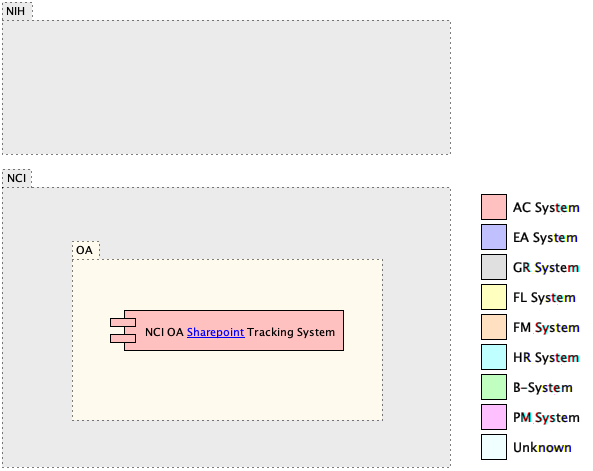 NIH
NCI
OA
NCI OA Sharepoint Tracking System
AC System
EA System
GR System
FL System
FM System
HR System
B-System
PM System
Unknown